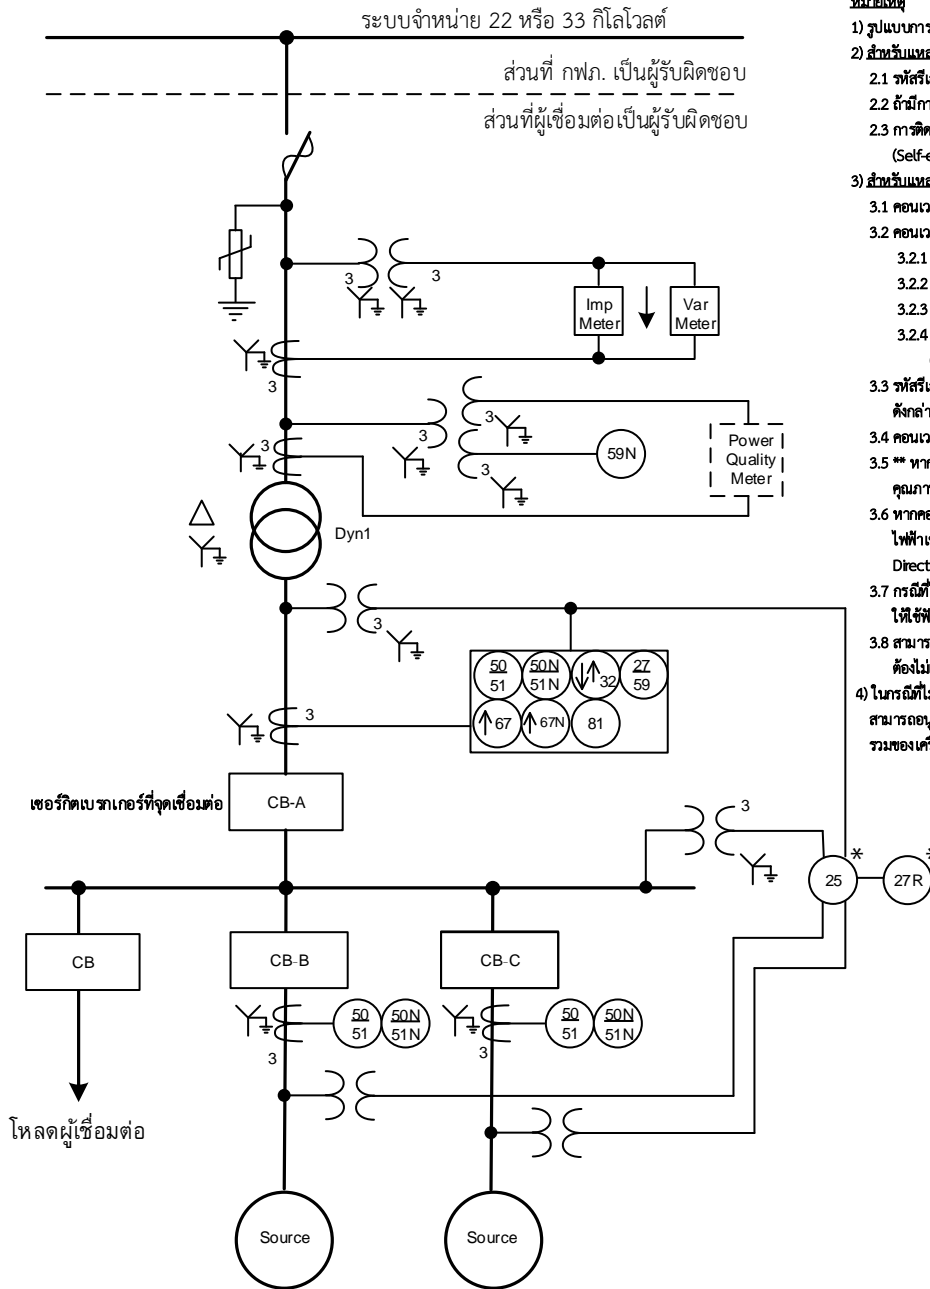 ระบบจำหน่าย 22 หรือ 33 กิโลโวลต์
ส่วนที่ กฟภ. เป็นผู้รับผิดชอบ
ส่วนที่ผู้เชื่อมต่อเป็นผู้รับผิดชอบ
3
3
Imp
Meter
Var
Meter
3
3
3
3
3
59N
Power
Quality
Meter
Dyn1
3
50
51
50N
51N
32
27
59
67
67N
81
3
เซอร์กิตเบรกเกอร์ที่จุดเชื่อมต่อ
CB-A
3
25
*
27R
*
CB
CB-B
CB-C
50
51
50N
51N
3
50
51
50N
51N
3
โหลดผู้เชื่อมต่อ
Source
Source
หมายเหตุ
1) รูปแบบการ
2) สำหรับแหล
2.1 รหัสรีเ
2.2 ถ้ามีกา
2.3 การติด
(Self-e
3) สำหรับแหล
3.1 คอนเว
3.2 คอนเว
3.2.1
3.2.2
3.2.3
3.2.4
3.3 รหัสรีเ
ดังกล่า
3.4 คอนเว
3.5 ** หาก
คุณภา
3.6 หากคอ
ไฟฟ้าเ
Direct
3.7 กรณีที่
ให้ใช้ฟั
3.8 สามาร
ต้องไม่
4) ในกรณีที่ไม
สามารถอนุ
รวมของเครื